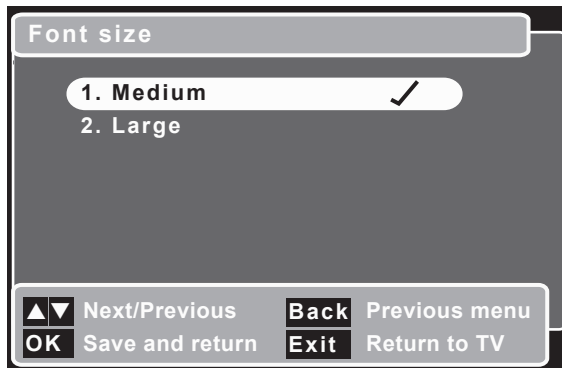 Font size
1. Medium ✓
2. Large
▲▼ Next/Previous Back Previous menu
OK Save and return Exit Return to TV